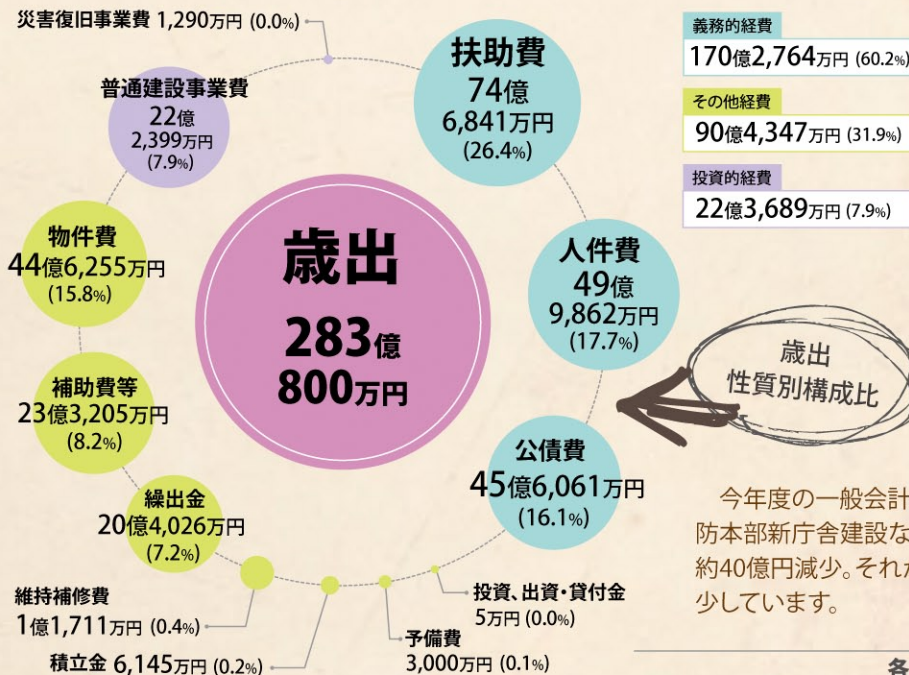 災害復旧事業費 1,290万円 (0.0%)
扶助費
74億
6,841万円
(26.4%)
義務的経費
170億2,764万円 (60.2%)
その他経費
90億4,347万円 (31.9%)
投資的経費
22億3,689万円 (7.9%)
普通建設事業費
22億
2,399万円
(7.9%)
歳出
283億
800万円
物件費
44億6,255万円
(15.8%)
人件費
49億
9,862万円
(17.7%)
歳出
性質別構成比
補助費等
23億3,205万円
(8.2%)
公債費
45億6,061万円
(16.1%)
繰出金
20億4,026万円
(7.2%)
今年度の一般会計
防本部新庁舎建設な
約40億円減少。それ
少しています。
維持補修費
1億1,711万円 (0.4%)
積立金 6,145万円 (0.2%)
投資、出資・貸付金
5万円 (0.0%)
予備費
3,000万円 (0.1%)
各